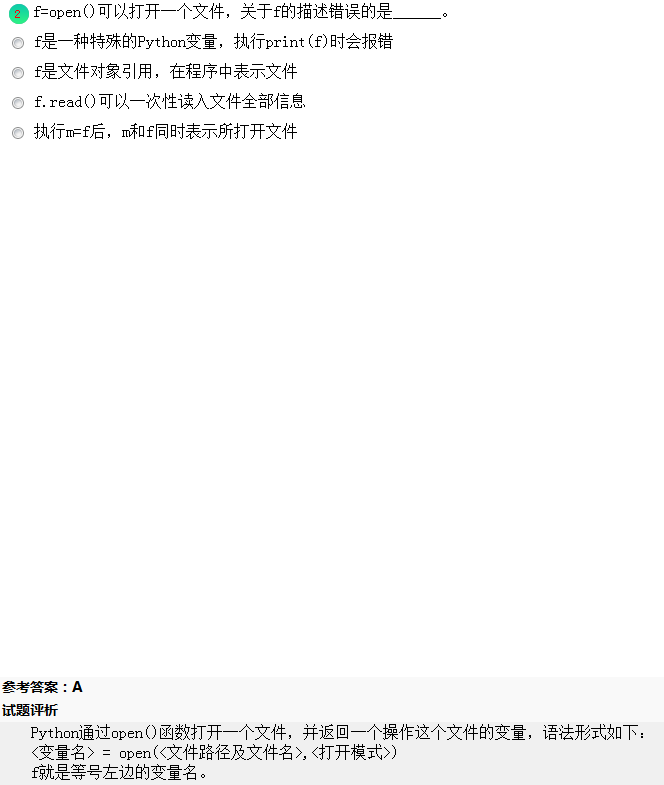 2 f=open()可以打开一个文件，关于f的描述错误的是______。
f是一种特殊的Python变量，执行print(f)时会报错
f是文件对象引用，在程序中表示文件
f.read()可以一次性读入文件全部信息
执行m=f后，m和f同时表示所打开文件
参考答案：A
试题评析
Python通过open()函数打开一个文件，并返回一个操作这个文件的变量，语法形式如下：
<变量名> = open(<文件路径及文件名>,<打开模式>)
f就是等号左边的变量名。